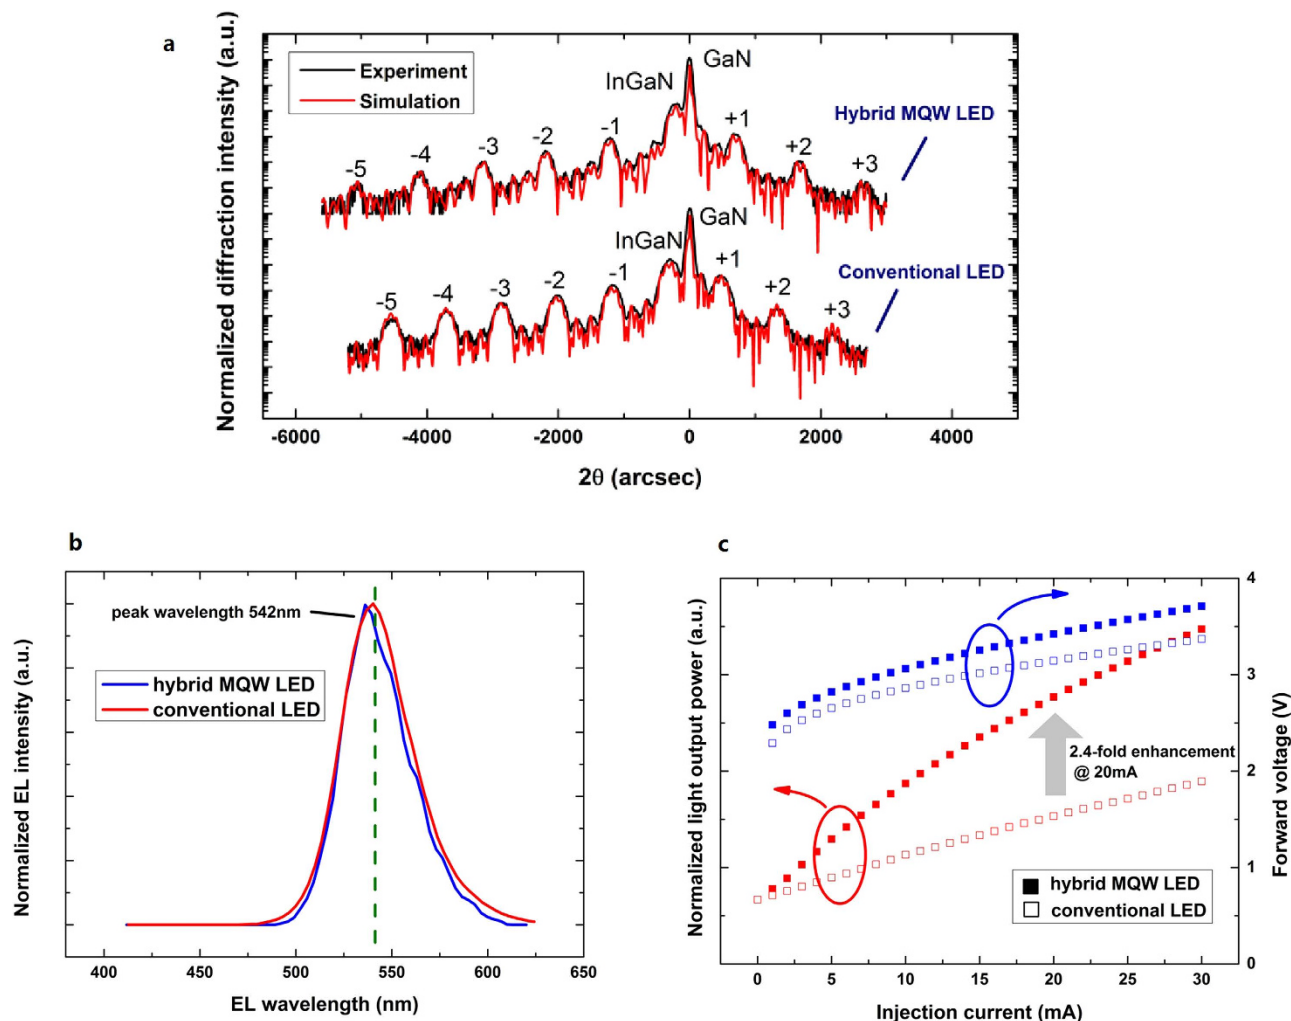 a
Normalized diffraction intensity (a.u.)
Experiment
Simulation
GaN
InGaN
-5
-4
-3
-2
-1
+1
+2
+3
Hybrid MQW LED
GaN
InGaN
-5
-4
-3
-2
-1
+1
+2
+3
Conventional LED
-6000
-4000
-2000
0
2000
4000
2θ (arcsec)
b
Normalized EL intensity (a.u.)
peak wavelength 542nm
hybrid MQW LED
conventional LED
400
450
500
550
600
650
EL wavelength (nm)
c
Normalized light output power (a.u.)
2.4-fold enhancement
@ 20mA
hybrid MQW LED
conventional LED
4
3
2
1
0
Forward voltage (V)
0
5
10
15
20
25
30
Injection current (mA)